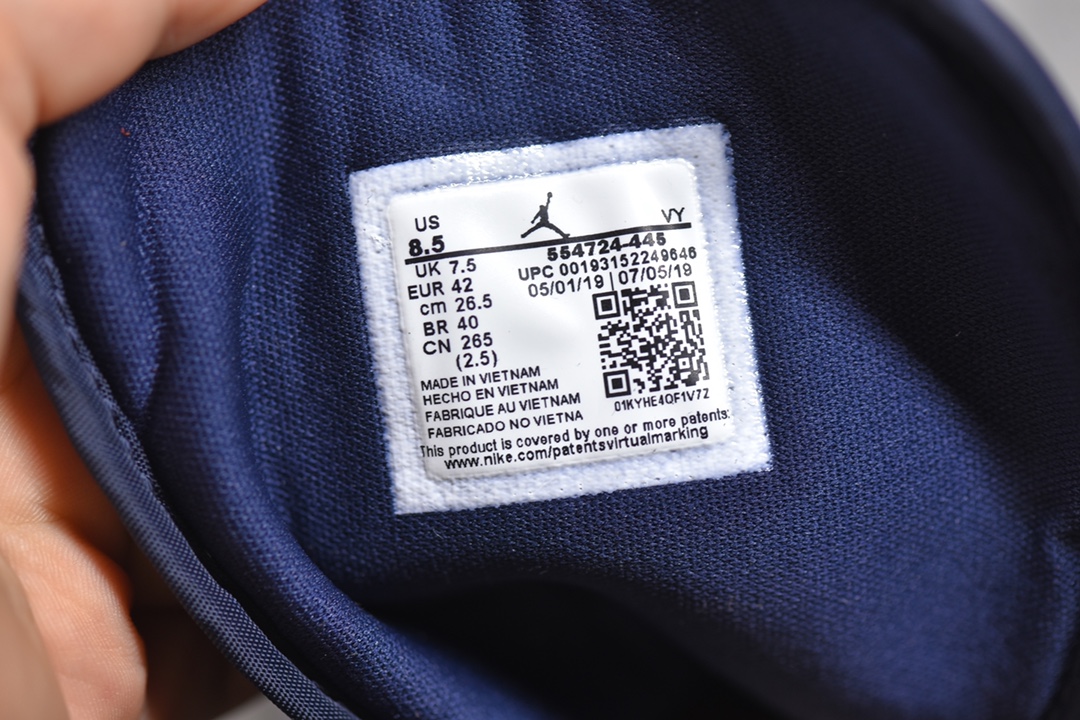 US
8.5
VY
554724-445
UPC 00193152249646
05/01/19 | 07/05/19
UK 7.5
EUR 42
cm 26.5
BR 40
CN 265
(2.5)
01KYHE4QF1V7Z
MADE IN VIETNAM
HECHO EN VIETNAM
FABRIQUE AU VIETNAM
FABRICADO NO VIETNA
This product is covered by one or more patents:
www.nike.com/patentsvirtualmarking